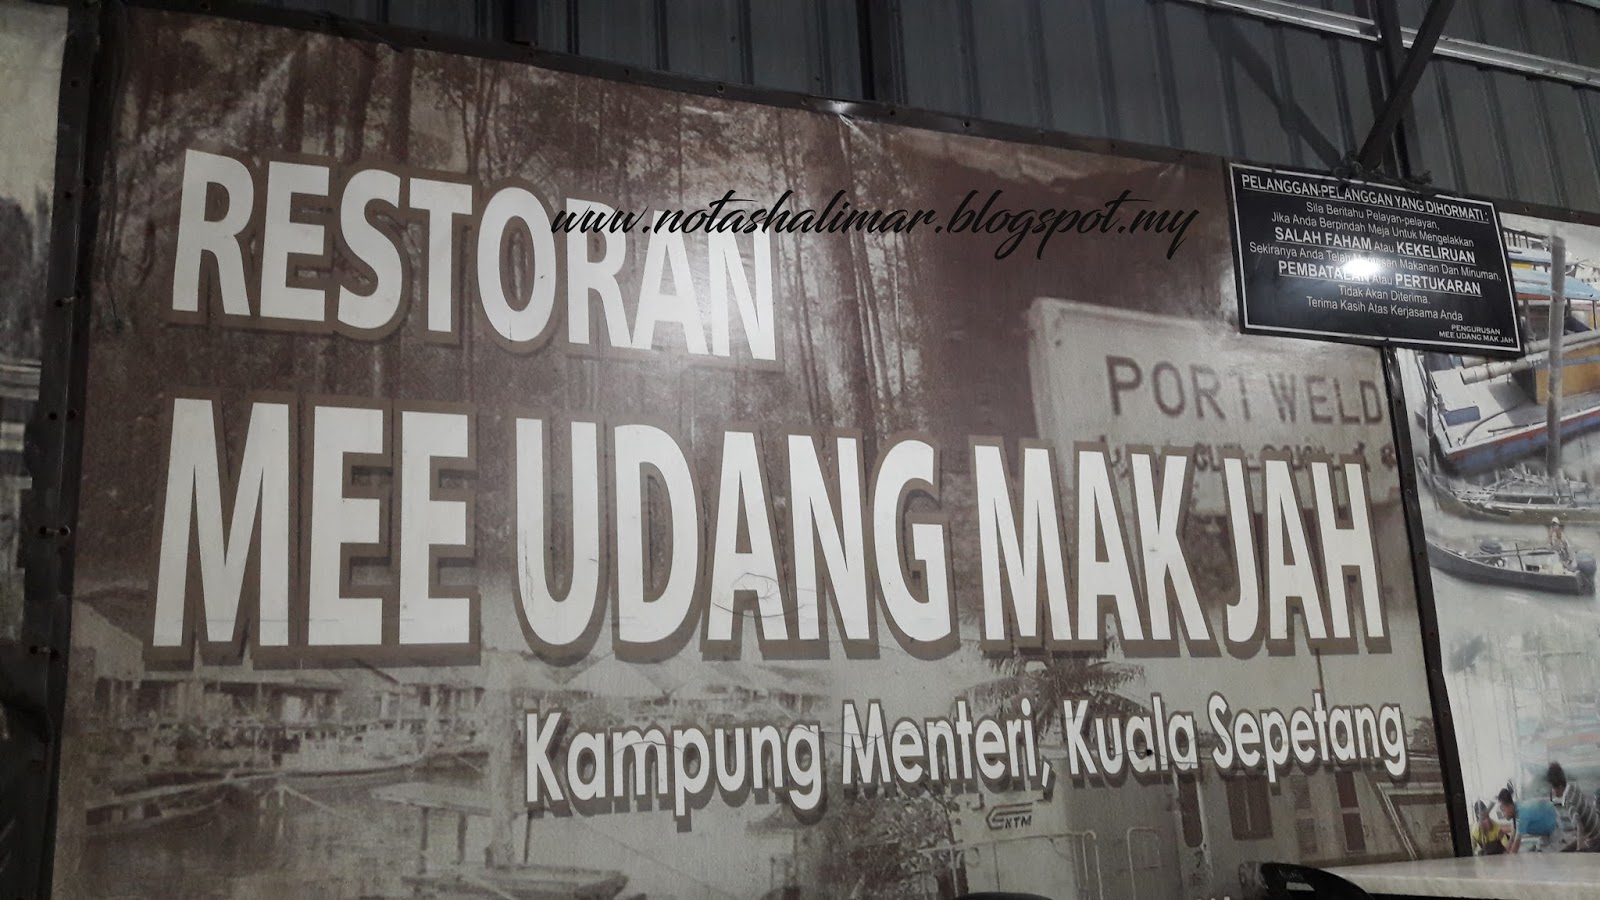 RESTORAN
www.notashalimar.blogspot.my
MEE UDANG MAK JAH
Kampung Menteri, Kuala Sepetang
PORT WELD
KTM
PELANGGAN-PELANGGAN YANG DIHORMATI:
Sila Beritahu Pelayan-pelayan,
Jika Anda Berpindah Meja Untuk Mengelakkan
SALAH FAHAM Atau KEKELIRUAN
Sekiranya Anda Telah Memesan Makanan Dan Minuman,
PEMBATALAN Atau PERTUKARAN
Tidak Akan Diterima.
Terima Kasih Atas Kerjasama Anda
PENGURUSAN
MEE UDANG MAK JAH